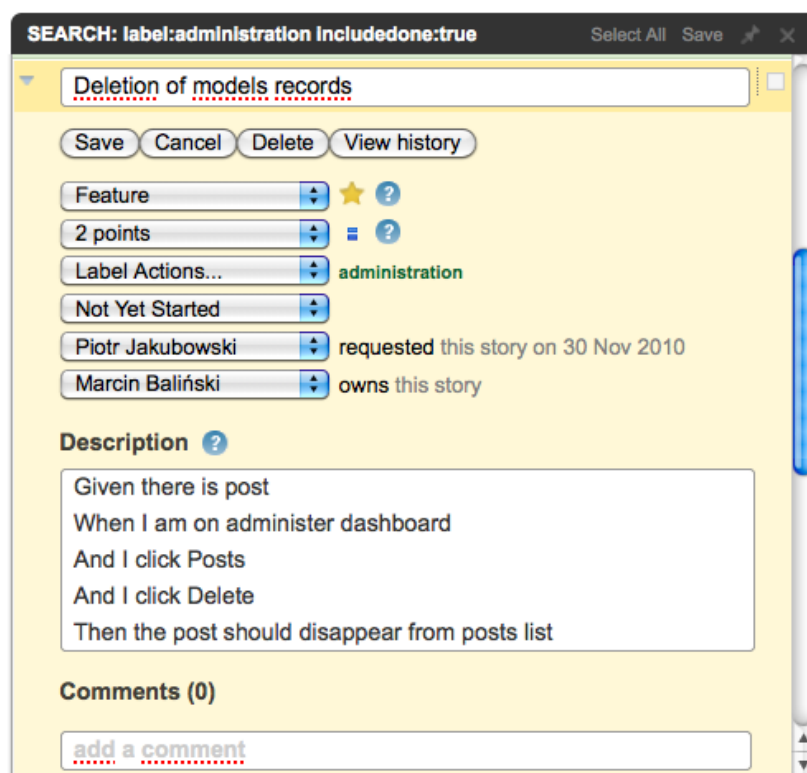 SEARCH: label:administration includedone:true Select All Save
Deletion of models records
Save Cancel Delete View history
Feature
2 points
Label Actions... administration
Not Yet Started
Piotr Jakubowski requested this story on 30 Nov 2010
Marcin Baliński owns this story
Description
Given there is post
When I am on administer dashboard
And I click Posts
And I click Delete
Then the post should disappear from posts list
Comments (0)
add a comment